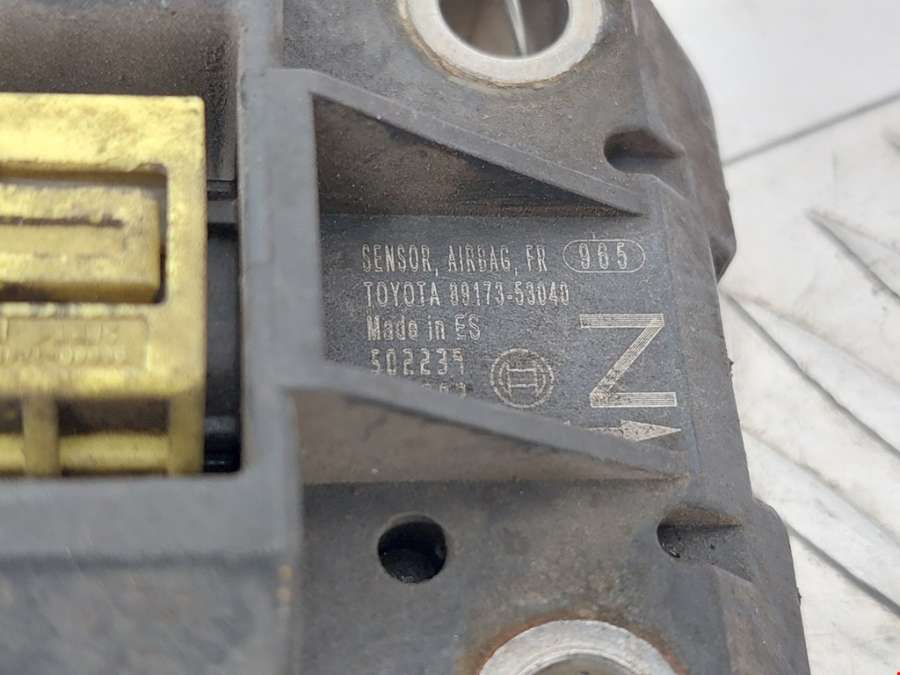 SENSOR, AIRBAG, FR 965
TOYOTA 89173-53040
Made in ES
502235
Z